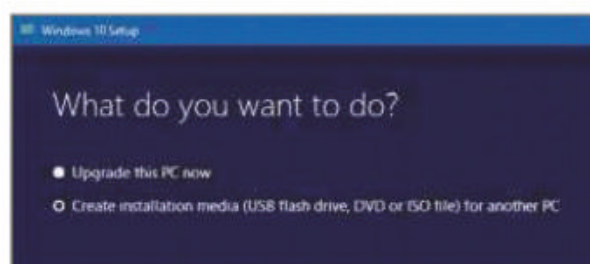 Windows 10 Setup
What do you want to do?
Upgrade this PC now
Create installation media (USB flash drive, DVD or ISO file) for another PC